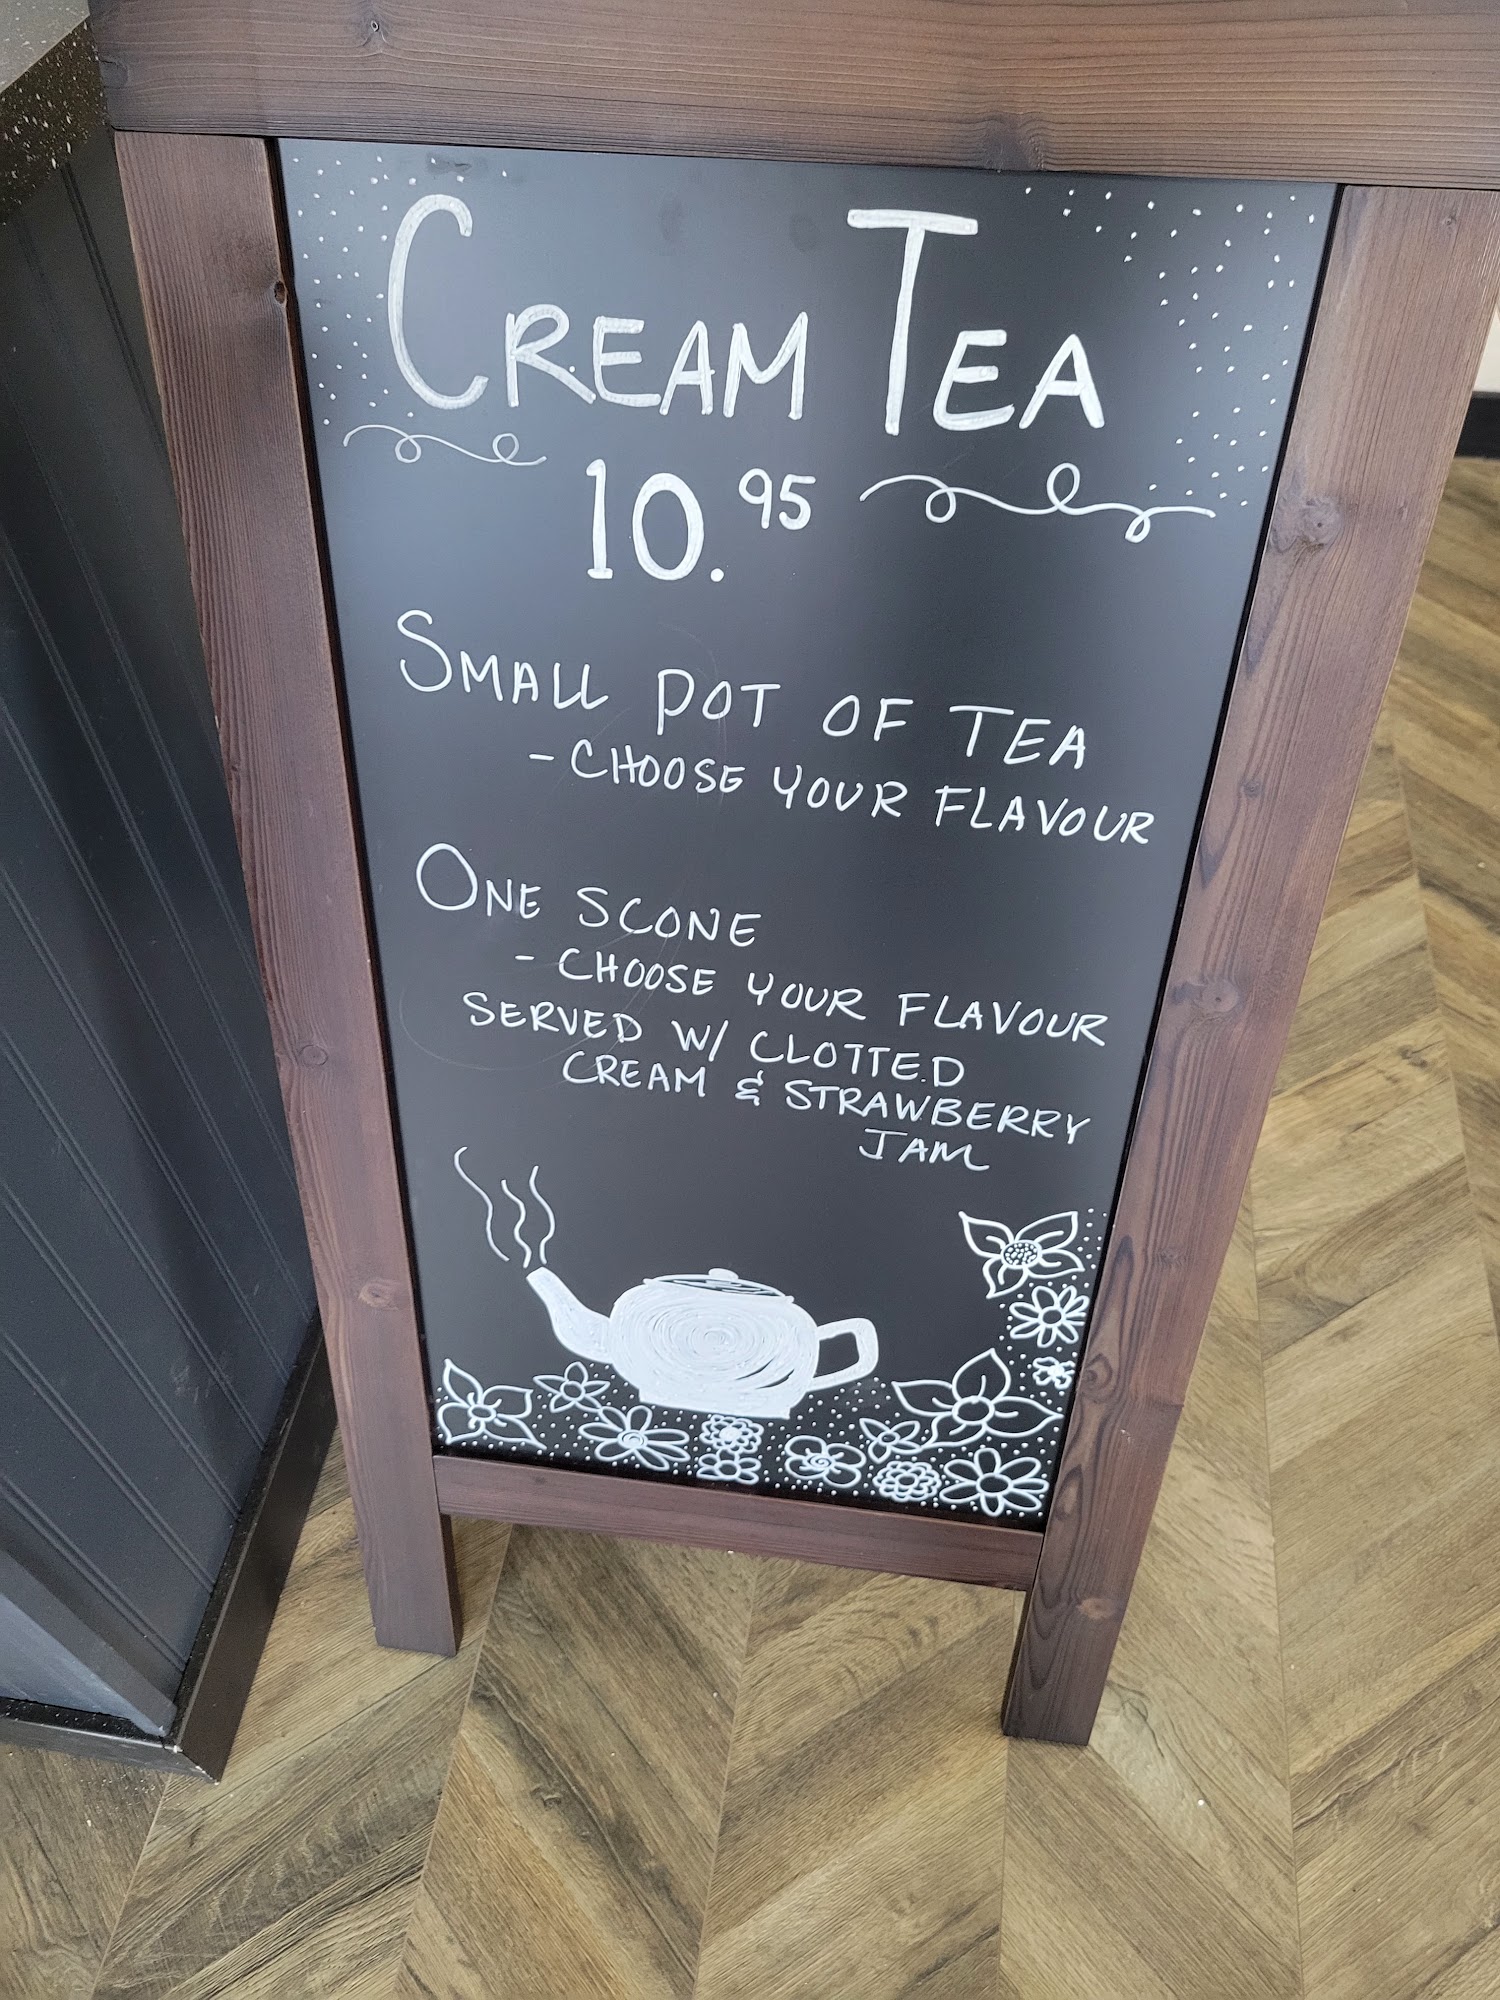 CREAM TEA
10.95
SMALL POT OF TEA
- CHOOSE YOUR FLAVOUR
ONE SCONE
- CHOOSE YOUR FLAVOUR
SERVED W/ CLOTTED
CREAM & STRAWBERRY
JAM